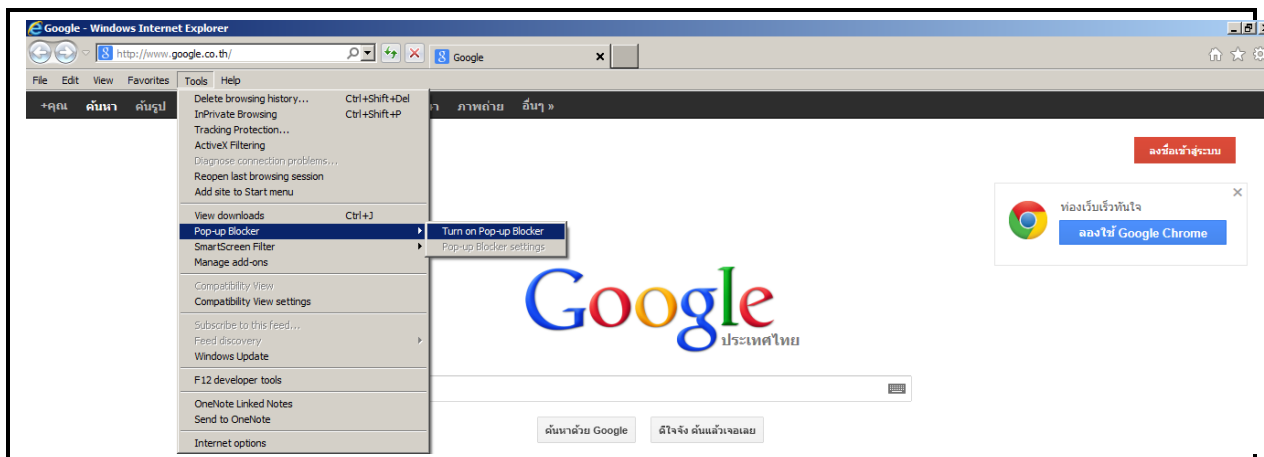 Google - Windows Internet Explorer
http://www.google.co.th/
Google
File Edit View Favorites Tools Help
+คุณ ค้นหา ค้นรูป ภาพถ่าย อื่นๆ »
Delete browsing history... Ctrl+Shift+Del
InPrivate Browsing Ctrl+Shift+P
Tracking Protection...
ActiveX Filtering
Diagnose connection problems...
Reopen last browsing session
Add site to Start menu
View downloads Ctrl+J
Pop-up Blocker
Turn on Pop-up Blocker
SmartScreen Filter
Pop-up Blocker settings
Manage add-ons
Compatibility View
Compatibility View settings
Subscribe to this feed...
Feed discovery
Windows Update
F12 developer tools
OneNote Linked Notes
Send to OneNote
Internet options
ลงชื่อเข้าสู่ระบบ
ท่องเว็บเร็วทันใจ
ลองใช้ Google Chrome
Google
ประเทศไทย
ค้นหาด้วย Google
ดีใจจัง ค้นแล้วเจอเลย